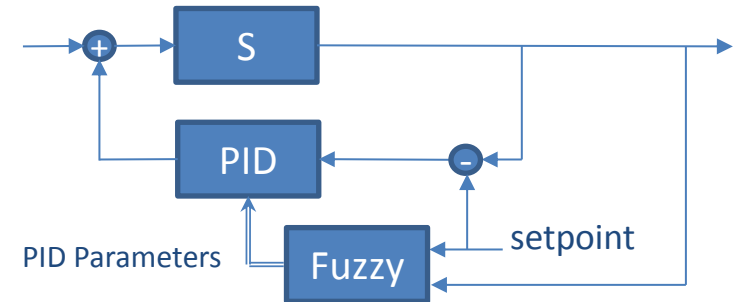 +
S
PID
-
setpoint
PID Parameters
Fuzzy